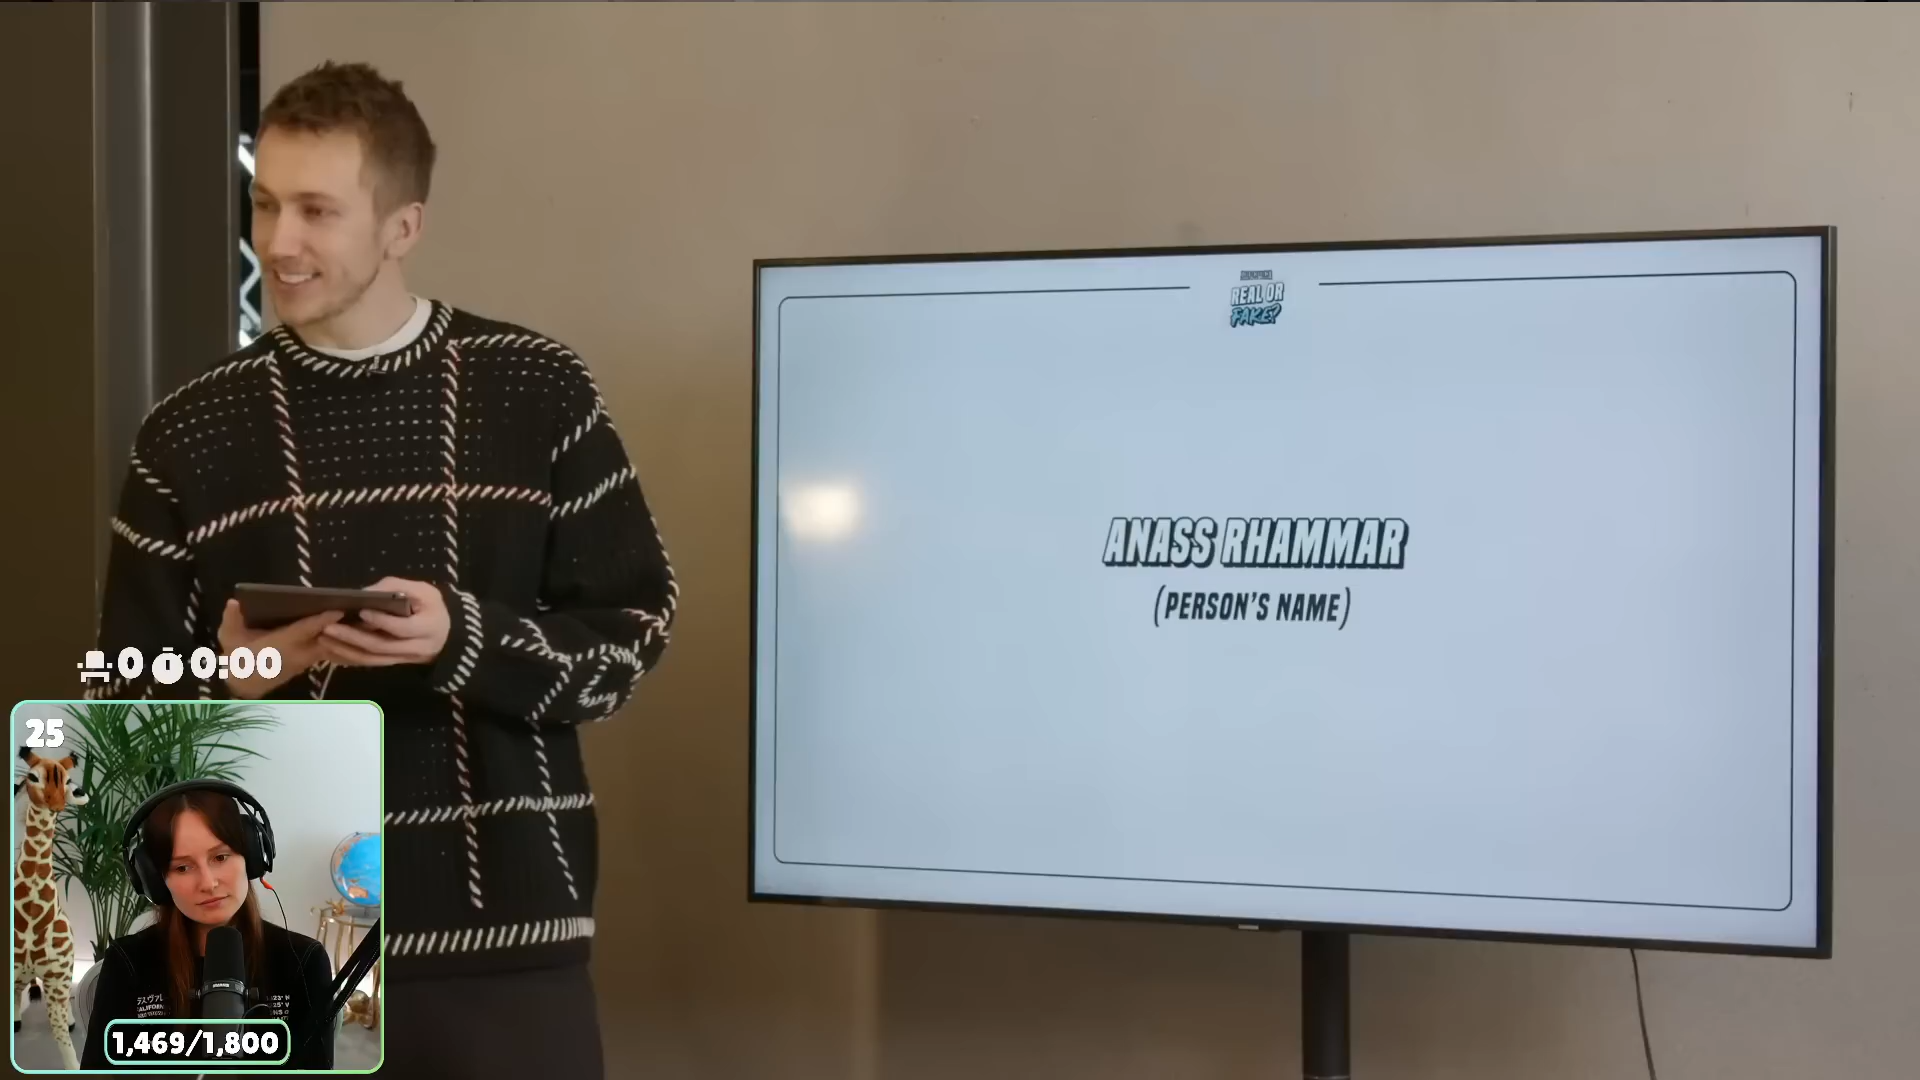 REAL OR
FAKE?
ANASS RHAMMAR
(PERSON'S NAME)
0 0:00
25
1,469/1,800